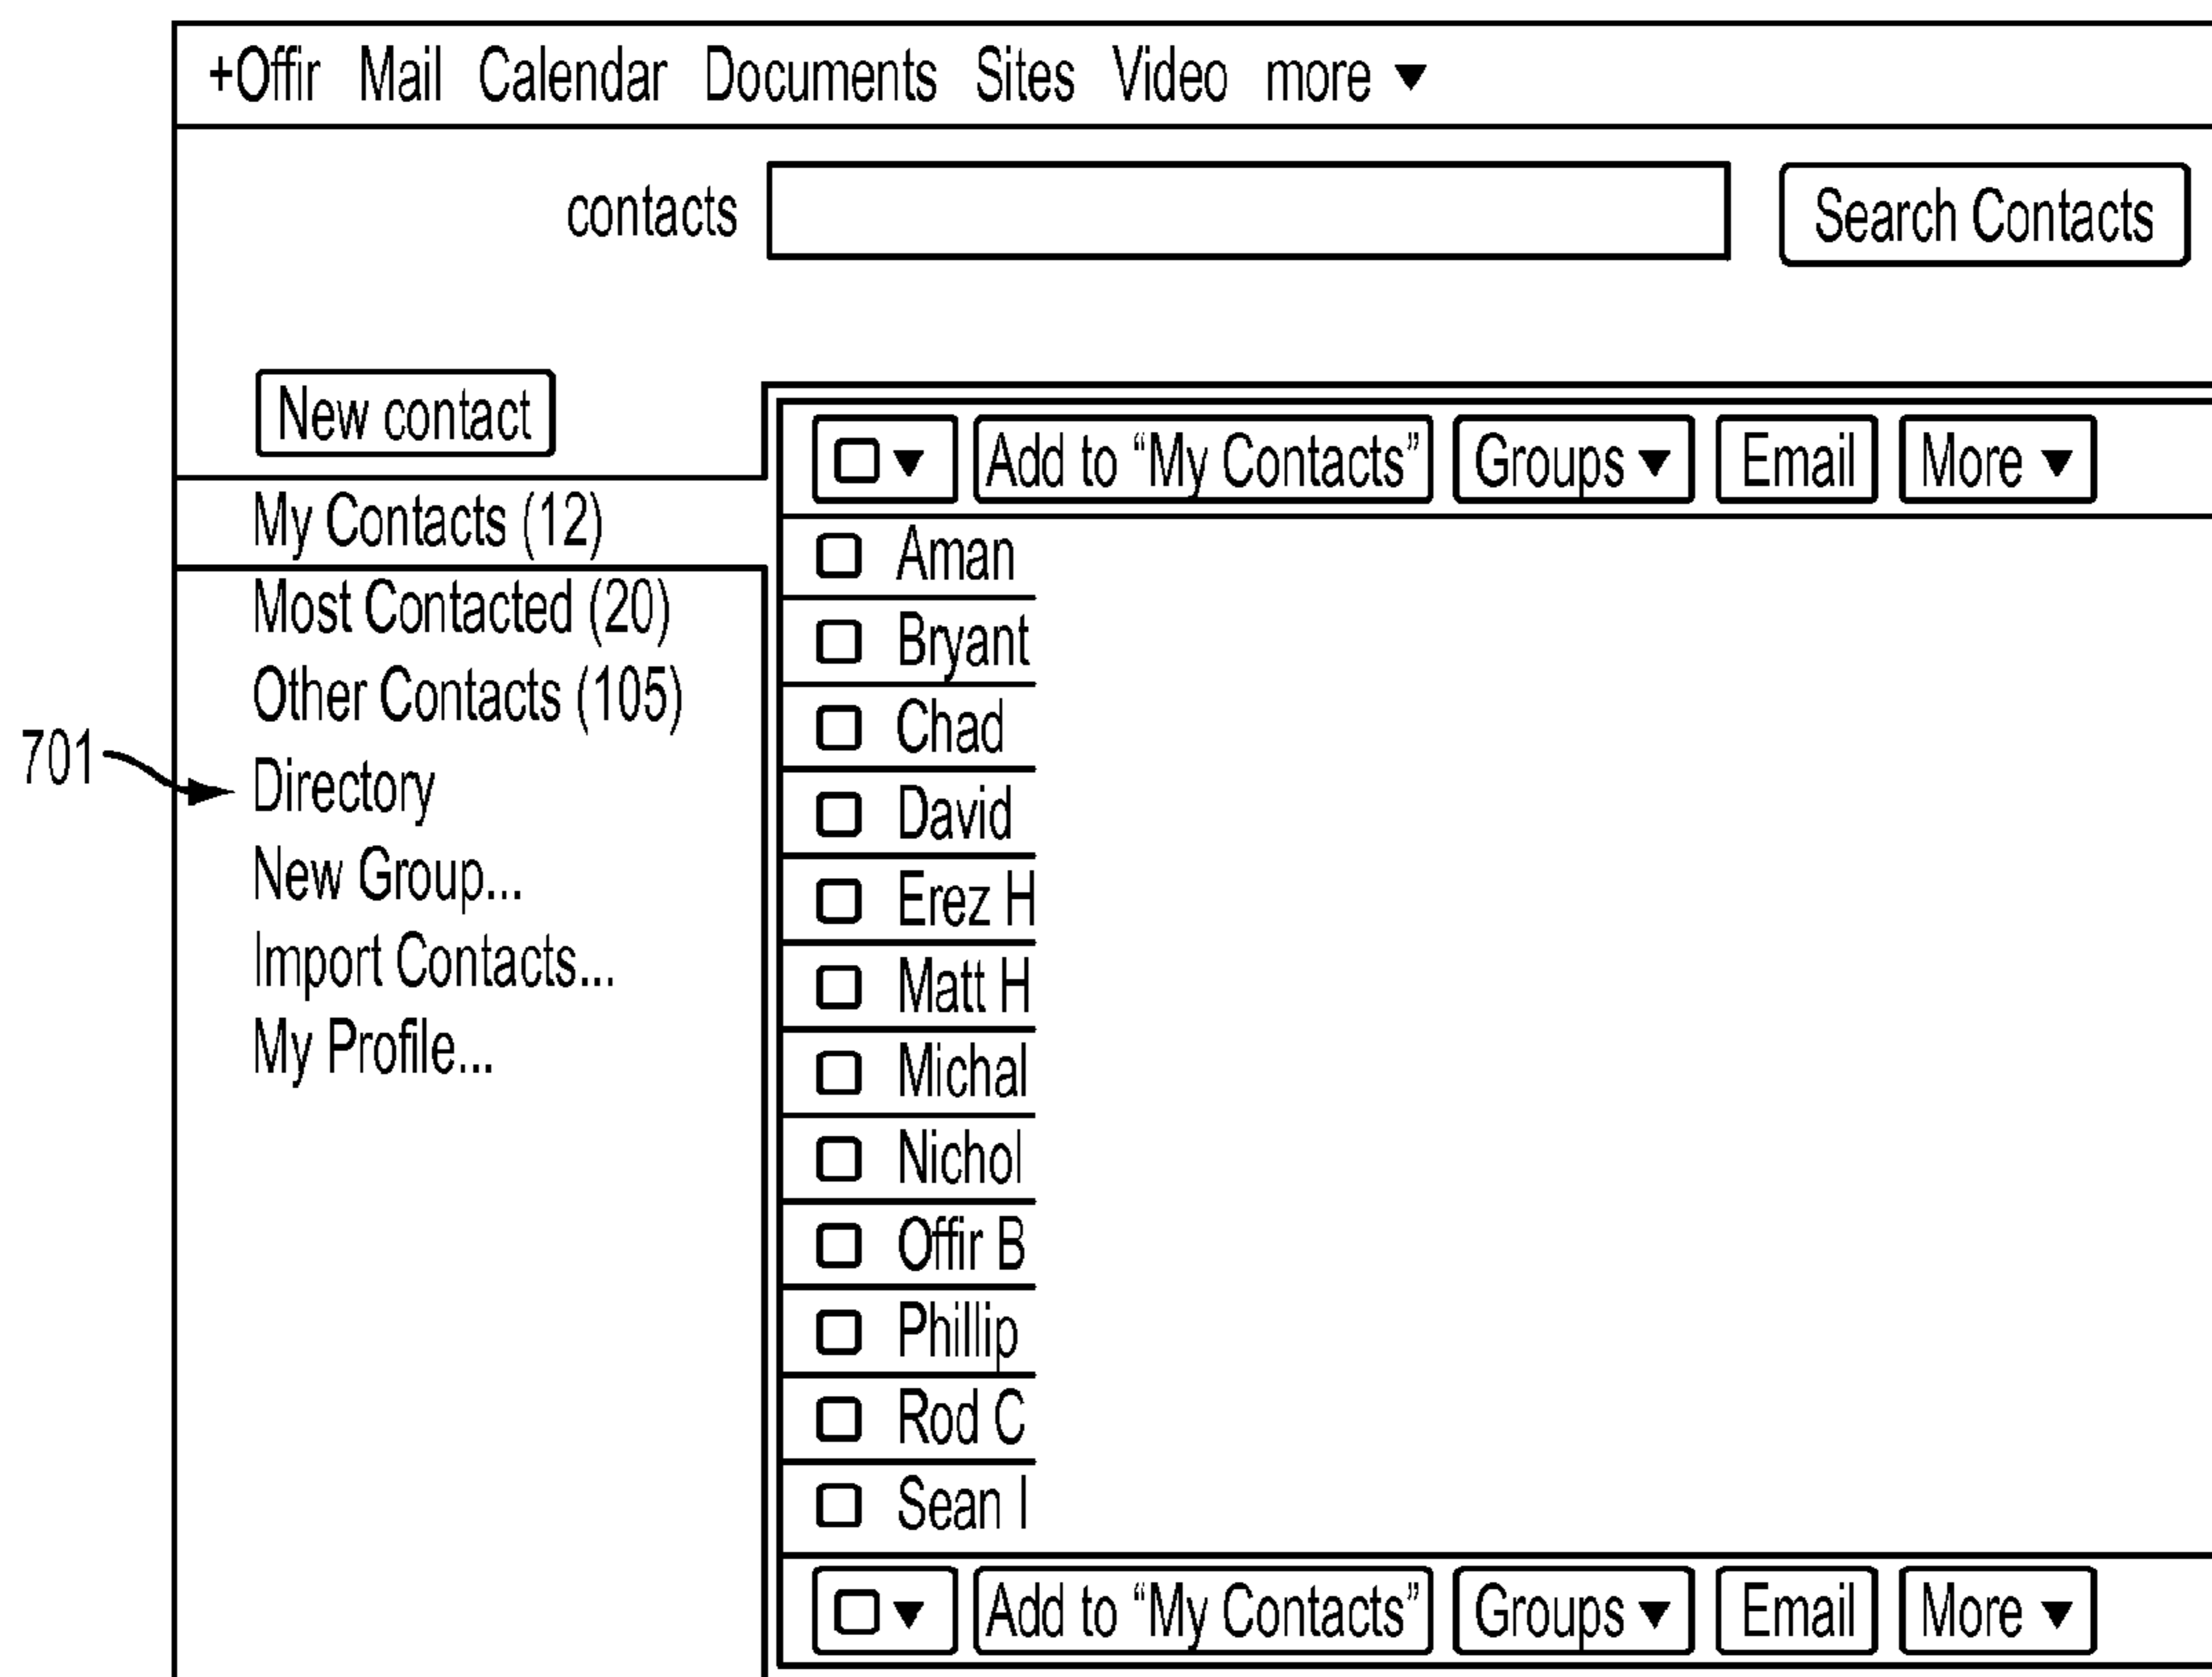 +Offir Mail Calendar Documents Sites Video more ▼
contacts Search Contacts
New contact
▼ Add to “My Contacts” Groups ▼ Email More ▼
My Contacts (12)
Most Contacted (20)
Other Contacts (105)
701
Directory
New Group...
Import Contacts...
My Profile...
Aman
Bryant
Chad
David
Erez H
Matt H
Michal
Nichol
Offir B
Phillip
Rod C
Sean I
▼ Add to “My Contacts” Groups ▼ Email More ▼